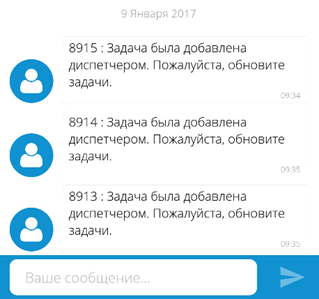 9 Января 2017
8915 : Задача была добавлена
диспетчером. Пожалуйста, обновите
задачи.
09:34
8914 : Задача была добавлена
диспетчером. Пожалуйста, обновите
задачи.
09:35
8913 : Задача была добавлена
диспетчером. Пожалуйста, обновите
задачи.
09:35
Ваше сообщение...